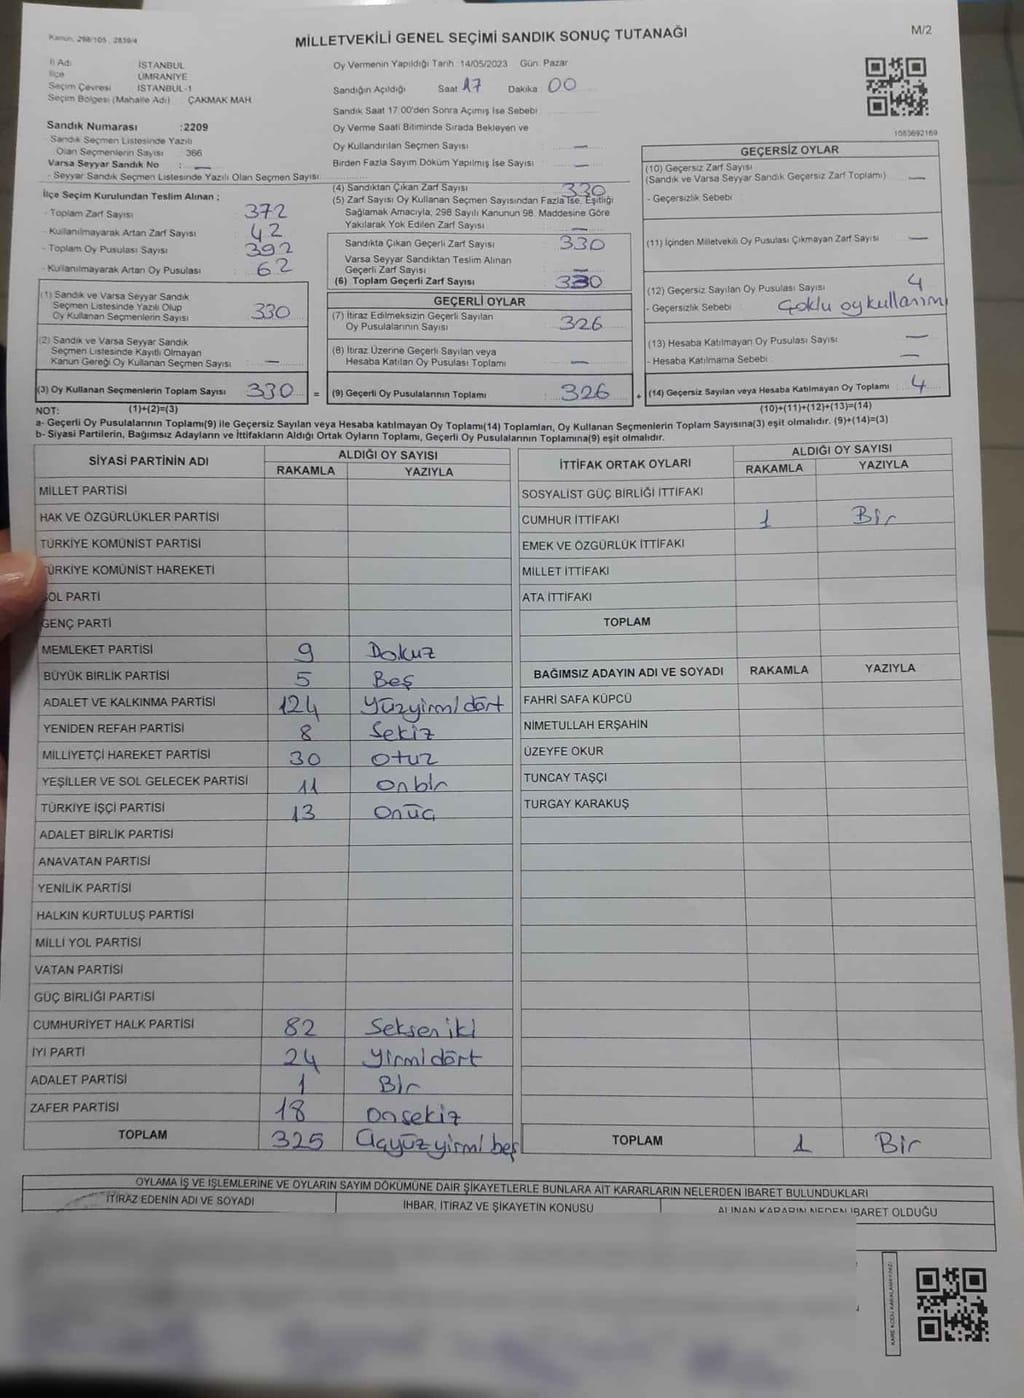 Kanun: 298/105, 2839/4
MİLLETVEKİLİ GENEL SEÇİMİ SANDIK SONUÇ TUTANAĞI
M/2
İl Adı : İSTANBUL
İlçe : ÜMRANİYE
Seçim Çevresi : İSTANBUL-1
Seçim Bölgesi (Mahalle Adı) : ÇAKMAK MAH.
Sandık Numarası :2209
Sandık Seçmen Listesinde Yazılı
Olan Seçmenlerin Sayısı : 366
Varsa Seyyar Sandık No : —
- Seyyar Sandık Seçmen Listesinde Yazılı Olan Seçmen Sayısı:
İlçe Seçim Kurulundan Teslim Alınan ;
- Toplam Zarf Sayısı : 372
- Kullanılmayarak Artan Zarf Sayısı : 42
- Toplam Oy Pusulası Sayısı : 392
- Kullanılmayarak Artan Oy Pusulası : 62
(1) Sandık ve Varsa Seyyar Sandık
Seçmen Listesinde Yazılı Olup
Oy Kullanan Seçmenlerin Sayısı : 330
(2) Sandık ve Varsa Seyyar Sandık
Seçmen Listesinde Kayıtlı Olmayan
Kanun Gereği Oy Kullanan Seçmen Sayısı : —
(3) Oy Kullanan Seçmenlerin Toplam Sayısı : 330
Oy Vermenin Yapıldığı Tarih :14/05/2023 Gün: Pazar
Sandığın Açıldığı Saat 17 Dakika 00
Sandık Saat 17:00'den Sonra Açılmış İse Sebebi :
Oy Verme Saati Bitiminde Sırada Bekleyen ve
Oy Kullandırılan Seçmen Sayısı : —
Birden Fazla Sayım Döküm Yapılmış İse Sayısı : —
(4) Sandıktan Çıkan Zarf Sayısı : 330
(5) Zarf Sayısı Oy Kullanan Seçmen Sayısından Fazla İse, Eşitliği
Sağlamak Amacıyla; 298 Sayılı Kanunun 98. Maddesine Göre
Yakılarak Yok Edilen Zarf Sayısı : —
Sandıkta Çıkan Geçerli Zarf Sayısı : 330
Varsa Seyyar Sandıktan Teslim Alınan
Geçerli Zarf Sayısı : —
(6) Toplam Geçerli Zarf Sayısı : 330
GEÇERLİ OYLAR
(7) İtiraz Edilmeksizin Geçerli Sayılan
Oy Pusulalarının Sayısı : 326
(8) İtiraz Üzerine Geçerli Sayılan veya
Hesaba Katılan Oy Pusulası Toplamı : —
= (9) Geçerli Oy Pusulalarının Toplamı : 326
1083692169
GEÇERSİZ OYLAR
(10) Geçersiz Zarf Sayısı
(Sandık ve Varsa Seyyar Sandık Geçersiz Zarf Toplamı) : —
- Geçersizlik Sebebi :
(11) İçinden Milletvekili Oy Pusulası Çıkmayan Zarf Sayısı : —
(12) Geçersiz Sayılan Oy Pusulası Sayısı : 4
- Geçersizlik Sebebi : Çoklu oy kullanım
(13) Hesaba Katılmayan Oy Pusulası Sayısı : —
- Hesaba Katılmama Sebebi : —
+ (14) Geçersiz Sayılan veya Hesaba Katılmayan Oy Toplamı : 4
NOT: (1)+(2)=(3) (10)+(11)+(12)+(13)=(14)
a- Geçerli Oy Pusulalarının Toplamı(9) ile Geçersiz Sayılan veya Hesaba katılmayan Oy Toplamı(14) Toplamları, Oy Kullanan Seçmenlerin Toplam Sayısına(3) eşit olmalıdır. (9)+(14)=(3)
b- Siyasi Partilerin, Bağımsız Adayların ve İttifakların Aldığı Ortak Oyların Toplamı, Geçerli Oy Pusulalarının Toplamına(9) eşit olmalıdır.
SİYASİ PARTİNİN ADI ALDIĞI OY SAYISI
RAKAMLA YAZIYLA
MİLLET PARTİSİ
HAK VE ÖZGÜRLÜKLER PARTİSİ
TÜRKİYE KOMÜNİST PARTİSİ
ÜRKİYE KOMÜNİST HAREKETİ
OL PARTİ
GENÇ PARTİ
MEMLEKET PARTİSİ 9 Dokuz
BÜYÜK BİRLİK PARTİSİ 5 Beş
ADALET VE KALKINMA PARTİSİ 124 Yüzyirmidört
YENİDEN REFAH PARTİSİ 8 Sekiz
MİLLİYETÇİ HAREKET PARTİSİ 30 Otuz
YEŞİLLER VE SOL GELECEK PARTİSİ 11 Onbir
TÜRKİYE İŞÇİ PARTİSİ 13 Onüç
ADALET BİRLİK PARTİSİ
ANAVATAN PARTİSİ
YENİLİK PARTİSİ
HALKIN KURTULUŞ PARTİSİ
MİLLİ YOL PARTİSİ
VATAN PARTİSİ
GÜÇ BİRLİĞİ PARTİSİ
CUMHURİYET HALK PARTİSİ 82 Seksen iki
İYİ PARTİ 24 Yirmidört
ADALET PARTİSİ 1 Bir
ZAFER PARTİSİ 18 Onsekiz
TOPLAM 325 Üçyüzyirmi beş
İTTİFAK ORTAK OYLARI ALDIĞI OY SAYISI
RAKAMLA YAZIYLA
SOSYALİST GÜÇ BİRLİĞİ İTTİFAKI
CUMHUR İTTİFAKI 1 Bir
EMEK VE ÖZGÜRLÜK İTTİFAKI
MİLLET İTTİFAKI
ATA İTTİFAKI
TOPLAM
BAĞIMSIZ ADAYIN ADI VE SOYADI RAKAMLA YAZIYLA
FAHRİ SAFA KÜPCÜ
NİMETULLAH ERŞAHİN
ÜZEYFE OKUR
TUNCAY TAŞÇI
TURGAY KARAKUŞ
TOPLAM 1 Bir
OYLAMA İŞ VE İŞLEMLERİNE VE OYLARIN SAYIM DÖKÜMÜNE DAİR ŞİKAYETLERLE BUNLARA AİT KARARLARIN NELERDEN İBARET BULUNDUKLARI
İTİRAZ EDENİN ADI VE SOYADI İHBAR, İTİRAZ VE ŞİKAYETİN KONUSU ALINAN KARARIN NEDEN İBARET OLDUĞU